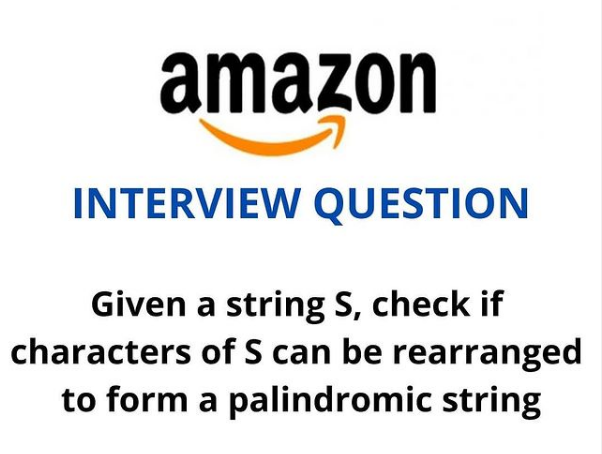 amazon
INTERVIEW QUESTION
Given a string S, check if
characters of S can be rearranged
to form a palindromic string